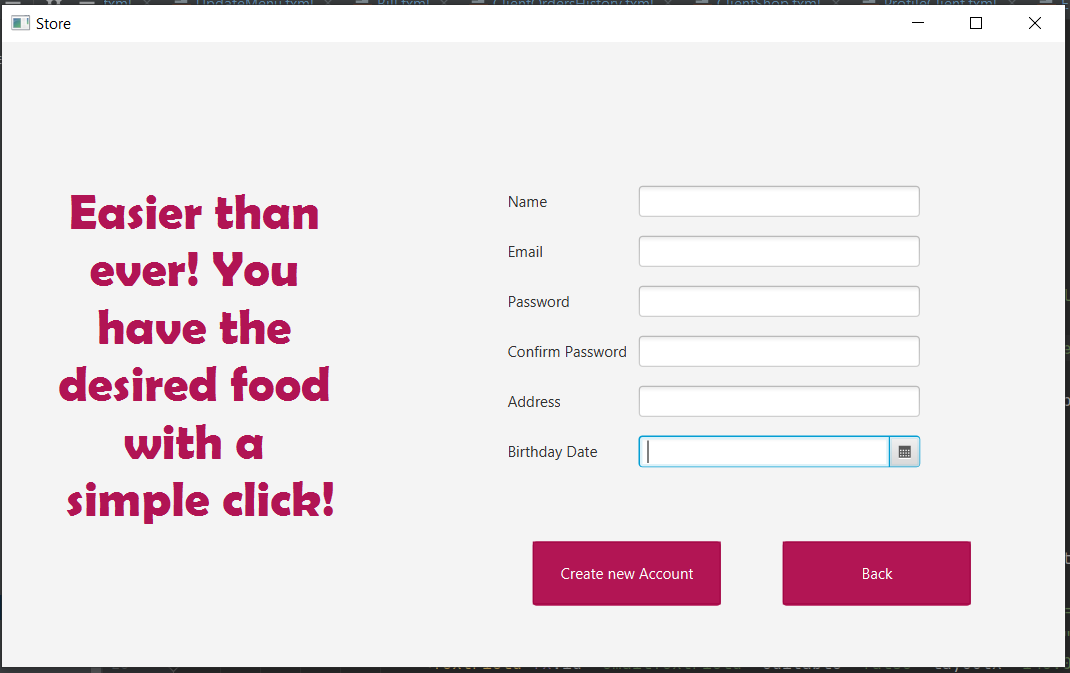 Store
Easier than
ever! You
have the
desired food
with a
simple click!
Name
Email
Password
Confirm Password
Address
Birthday Date
Create new Account
Back